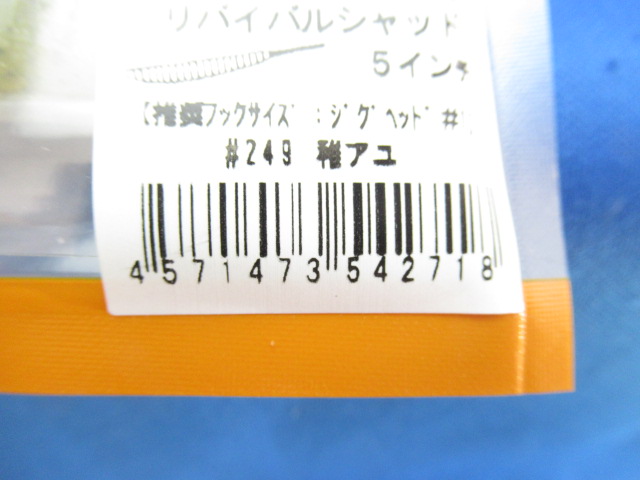 リバイバルシャッド
5インチ
【推奨フックサイズ:ジグヘッド#
#249 稚アユ
4571473542718